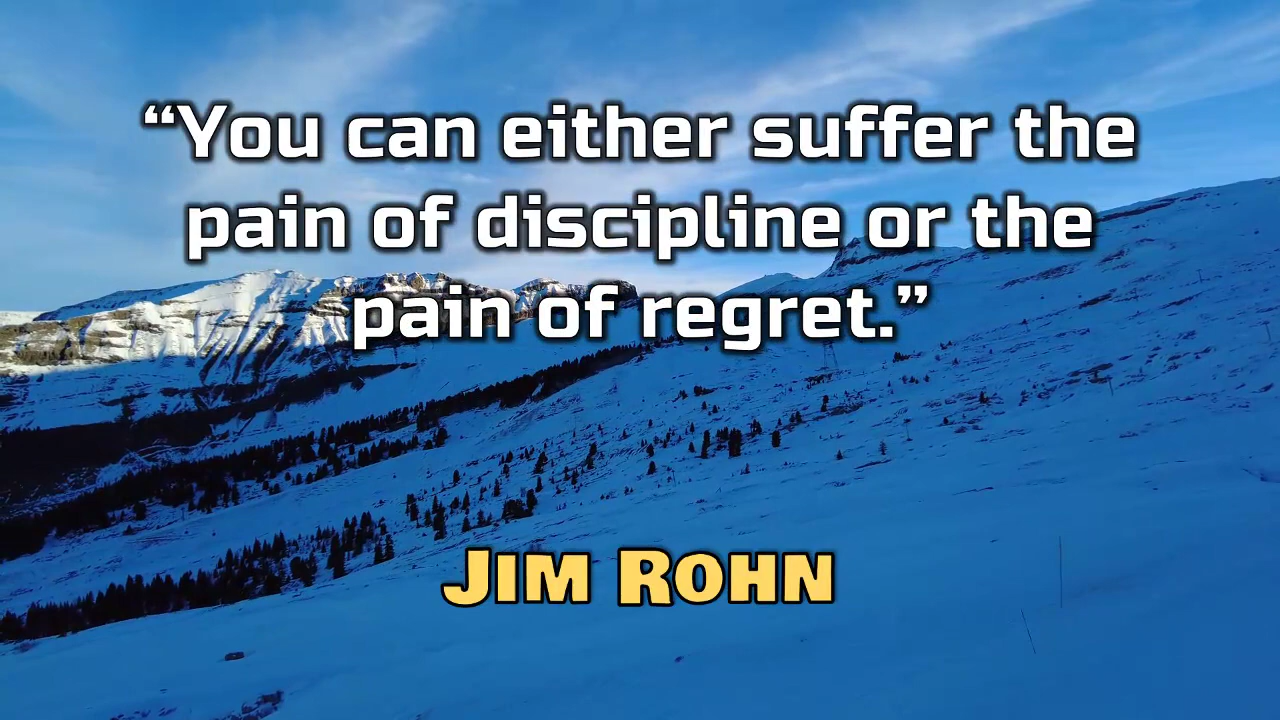 “You can either suffer the
pain of discipline or the
pain of regret.”
Jim Rohn